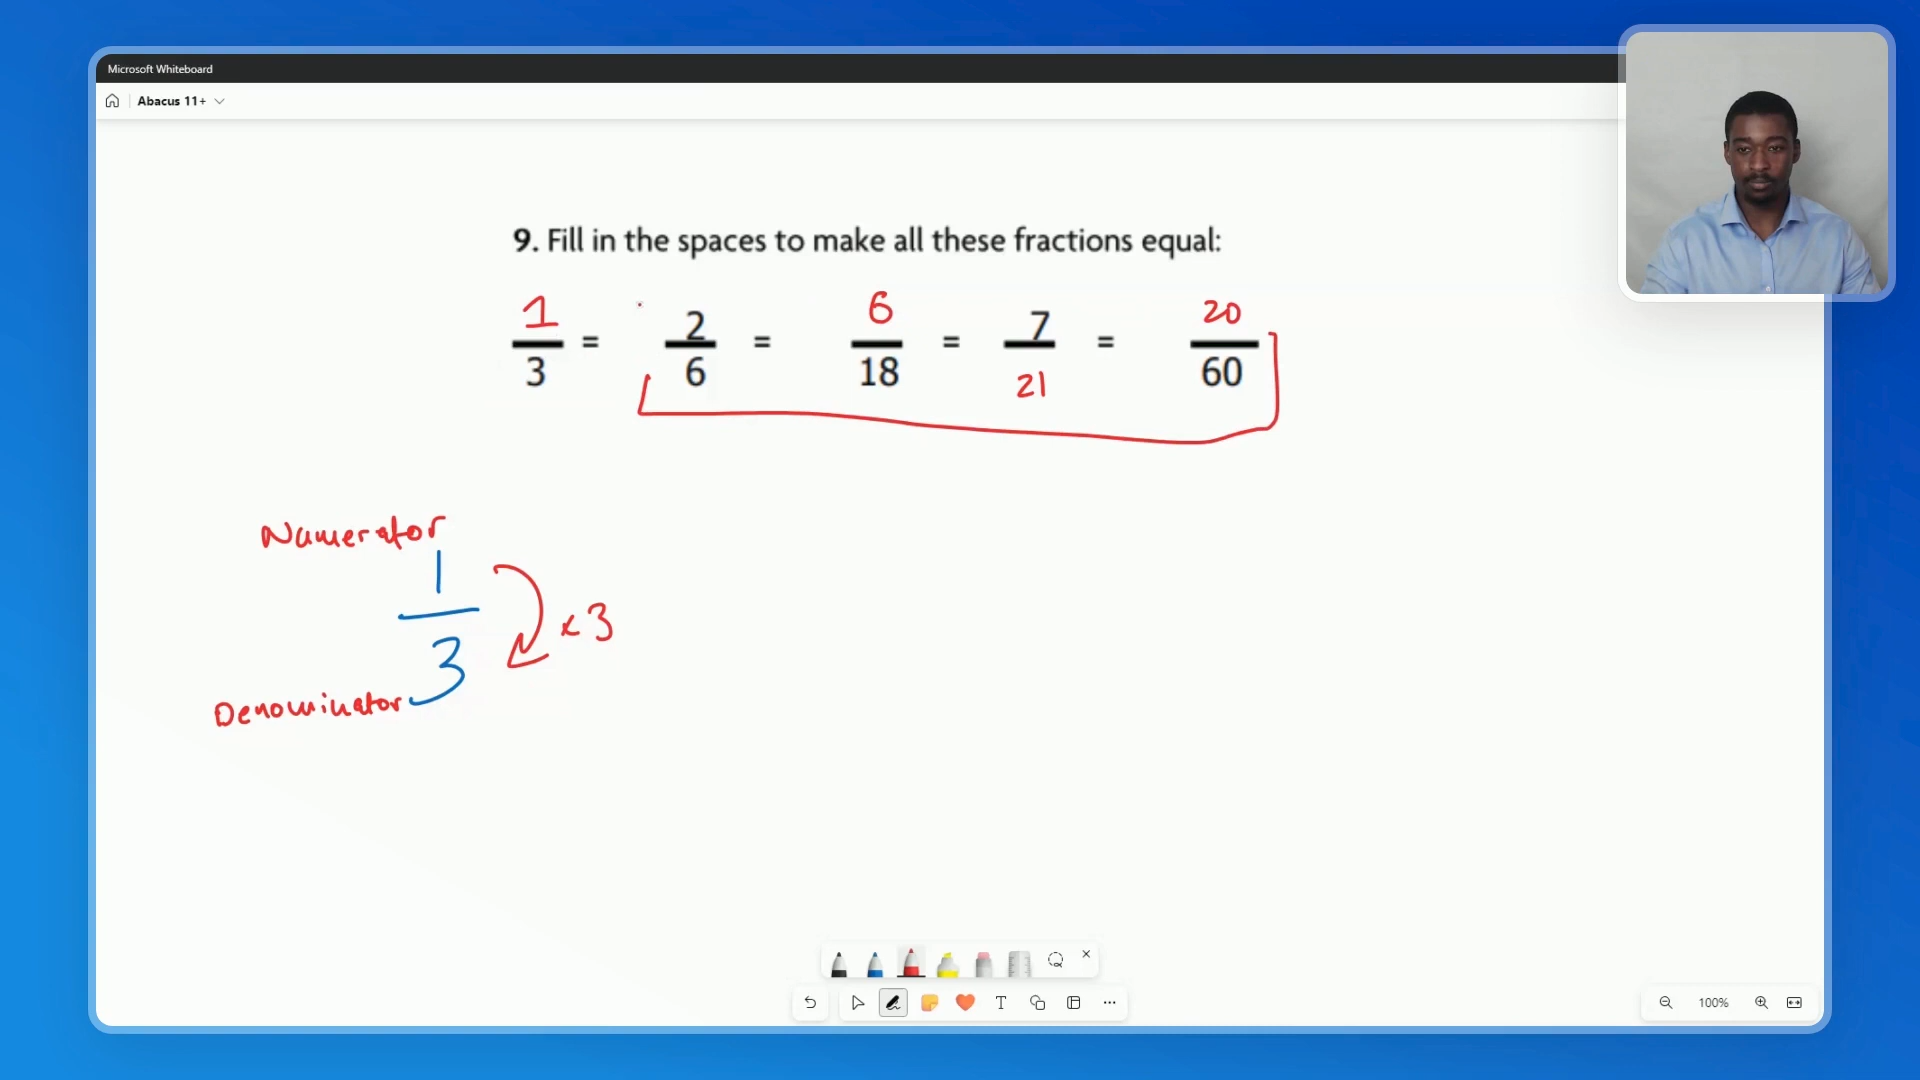 Microsoft Whiteboard
Abacus 11+
9. Fill in the spaces to make all these fractions equal:
1 2 6 7 20
= = = =
3 6 18 21 60
Numerator
1
x 3
3
Denominator
T
100%